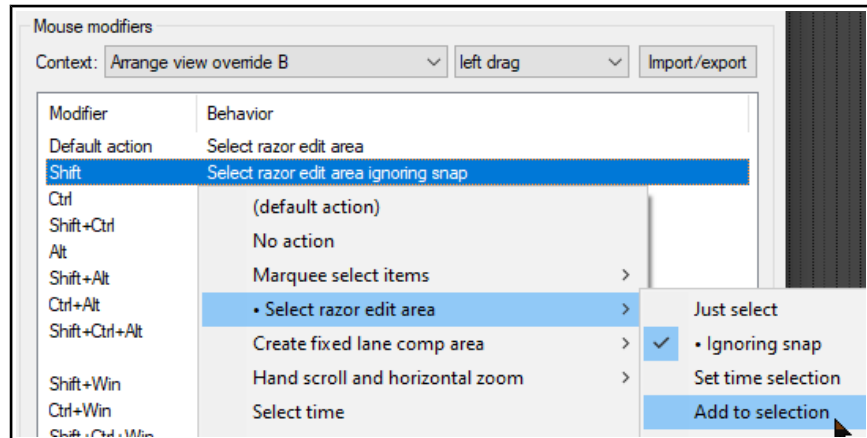 Mouse modifiers
Context: Arrange view override B left drag Import/export
Modifier Behavior
Default action Select razor edit area
Shift Select razor edit area ignoring snap
Ctrl
(default action)
Shift+Ctrl
No action
Alt
Shift+Alt
Marquee select items
Ctrl+Alt
• Select razor edit area
Just select
Shift+Ctrl+Alt
Create fixed lane comp area
• Ignoring snap
Shift+Win
Hand scroll and horizontal zoom
Set time selection
Ctrl+Win
Select time
Add to selection
Shift+Ctrl+Win